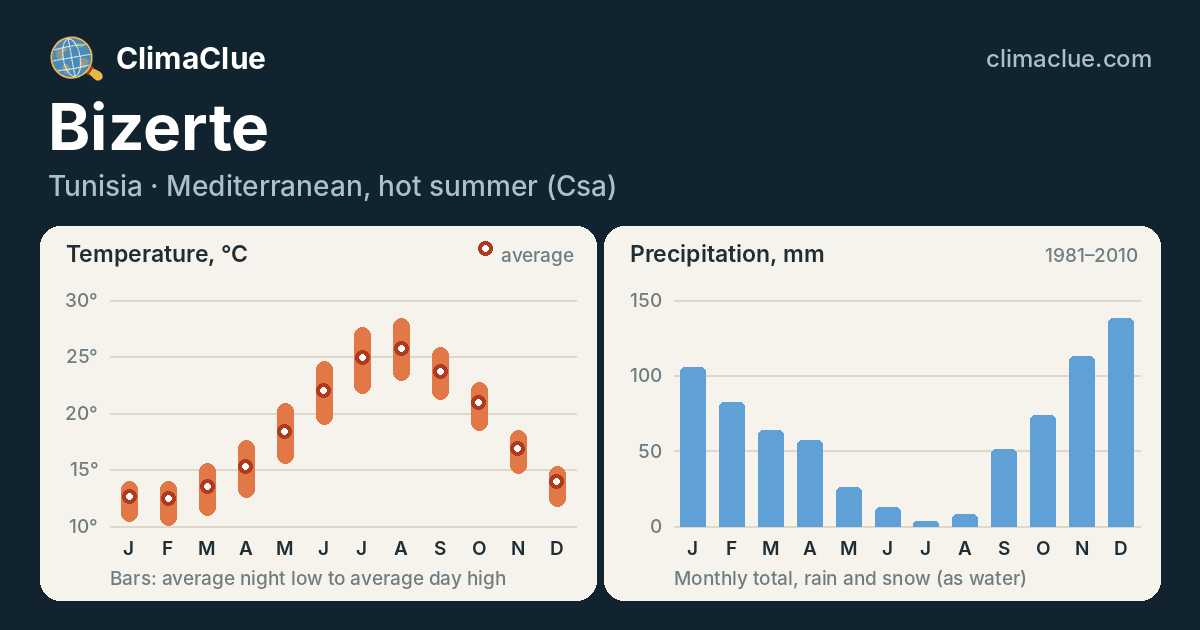 ClimaClue
climaclue.com
Bizerte
Tunisia · Mediterranean, hot summer (Csa)
Temperature, °C
average
30°
25°
20°
15°
10°
J F M A M J J A S O N D
Bars: average night low to average day high
Precipitation, mm
1981–2010
150
100
50
0
J F M A M J J A S O N D
Monthly total, rain and snow (as water)